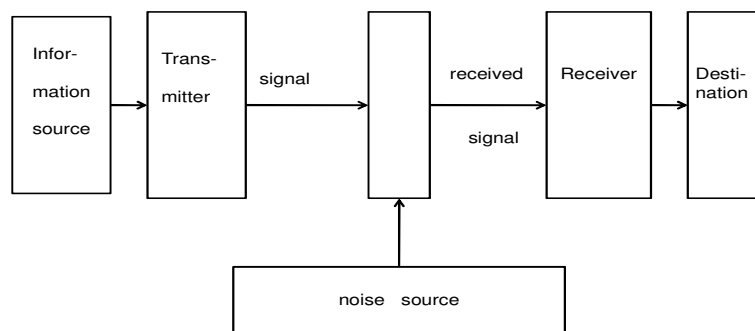 Infor-
mation
source
Trans-
mitter
signal
received
signal
Receiver
Desti-
nation
noise source